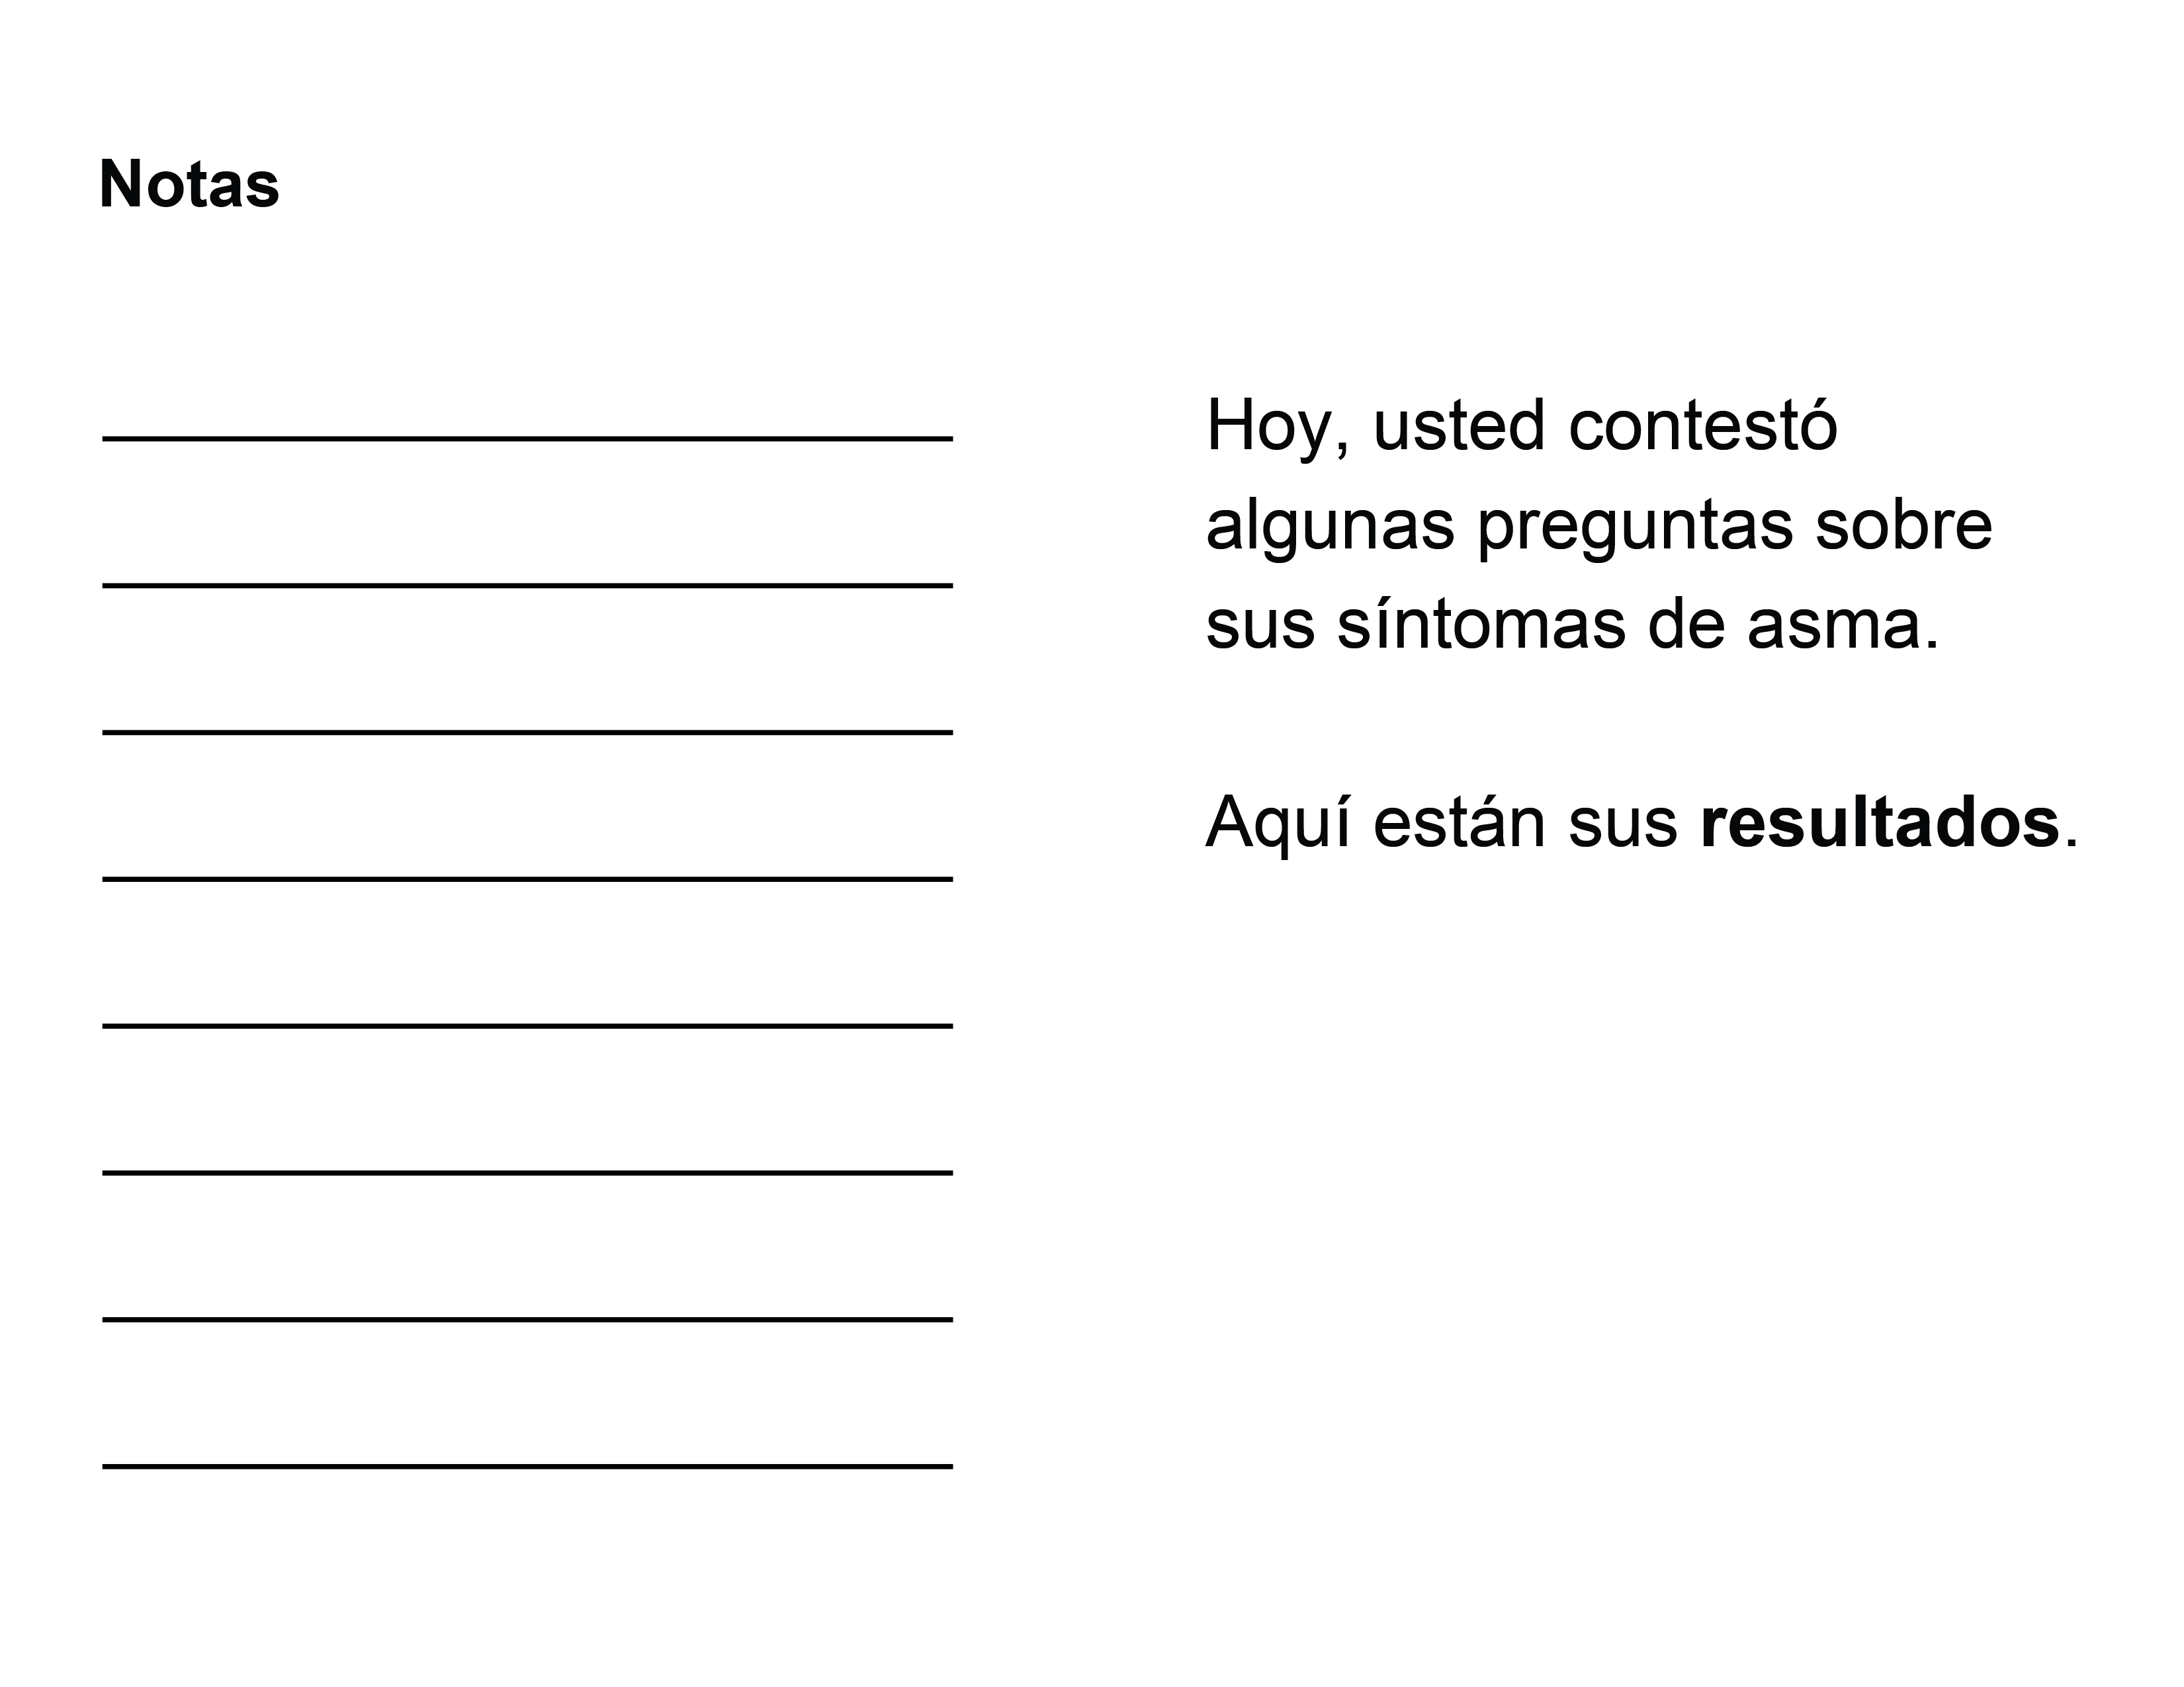 Notas
Hoy, usted contestó
algunas preguntas sobre
sus síntomas de asma.
Aquí están sus resultados.